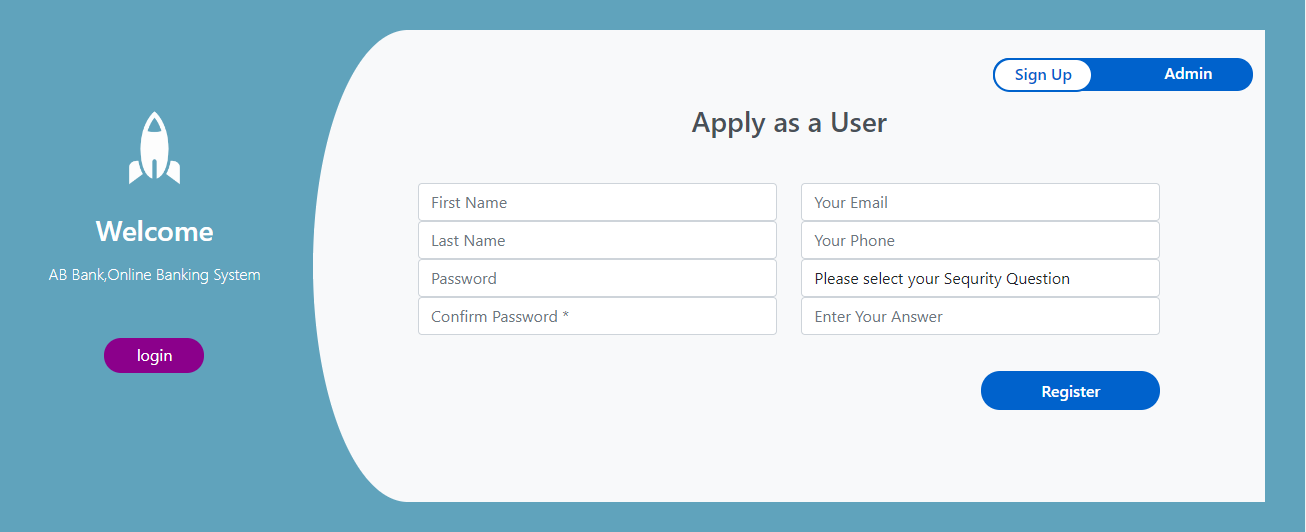 Welcome
AB Bank,Online Banking System
login
Sign Up
Admin
Apply as a User
First Name
Last Name
Password
Confirm Password *
Your Email
Your Phone
Please select your Sequrity Question
Enter Your Answer
Register